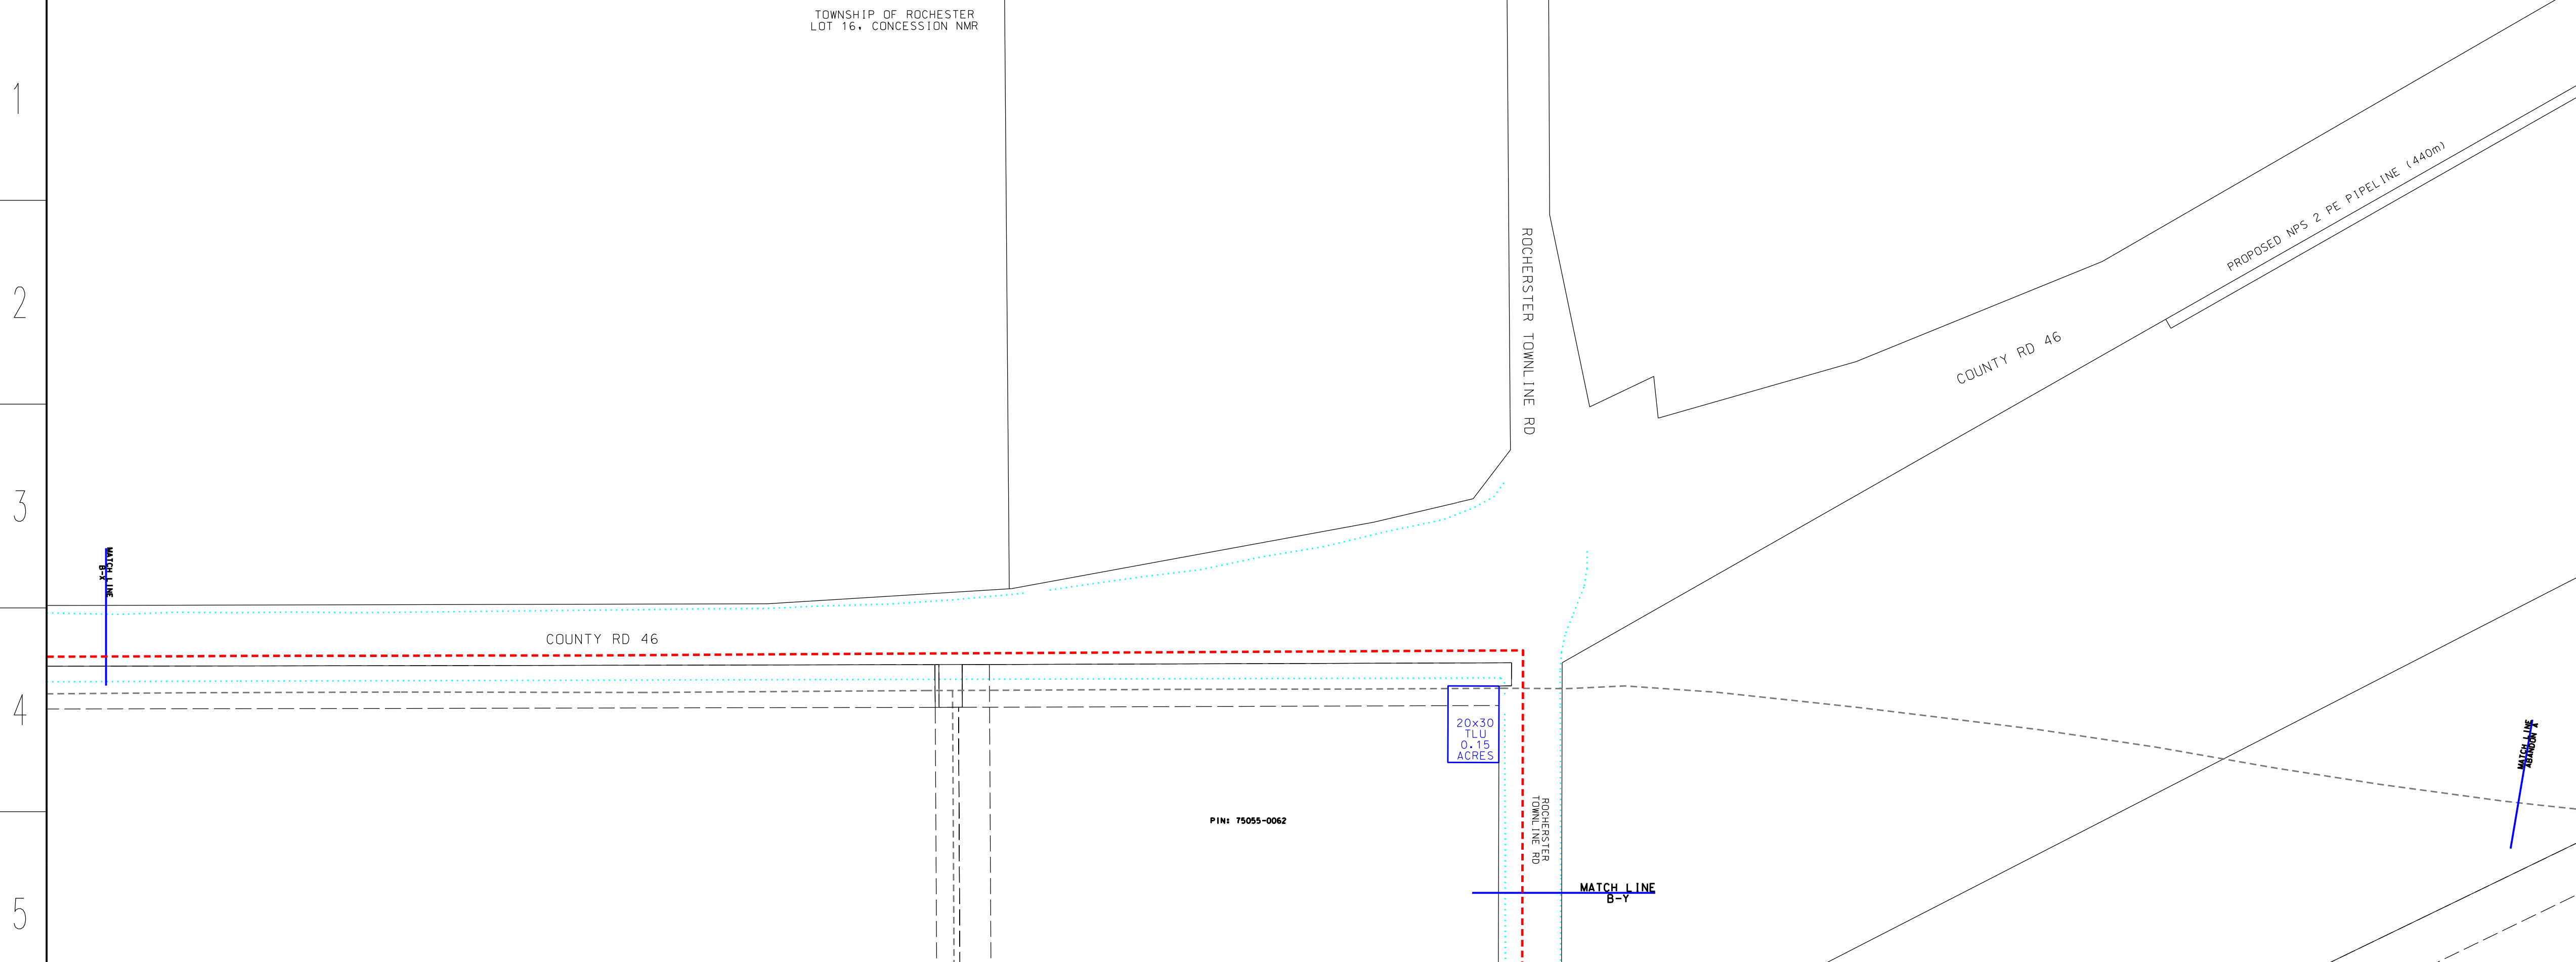 TOWNSHIP OF ROCHESTER
LOT 16, CONCESSION NMR
1
2
3
4
5
ROCHERSTER TOWNLINE RD
PROPOSED NPS 2 PE PIPELINE (440m)
COUNTY RD 46
MATCH LINE
B-X
COUNTY RD 46
20x30
TLU
0.15
ACRES
MATCH LINE
ABANDON A
PIN: 75055-0062
ROCHERSTER
TOWNLINE RD
MATCH LINE
B-Y